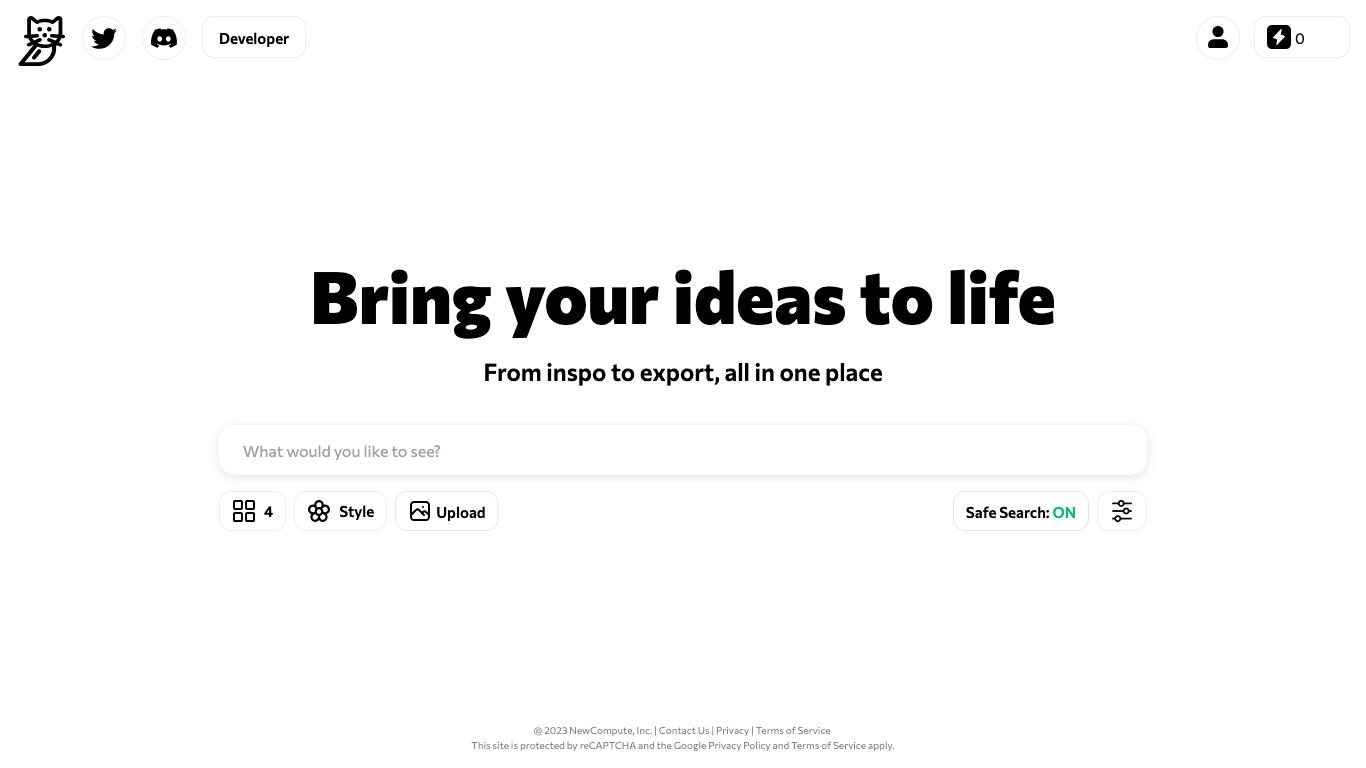 Developer
0
Bring your ideas to life
From inspo to export, all in one place
What would you like to see?
4
Style
Upload
Safe Search: ON
@ 2023 NewCompute, Inc. | Contact Us | Privacy | Terms of Service
This site is protected by reCAPTCHA and the Google Privacy Policy and Terms of Service apply.